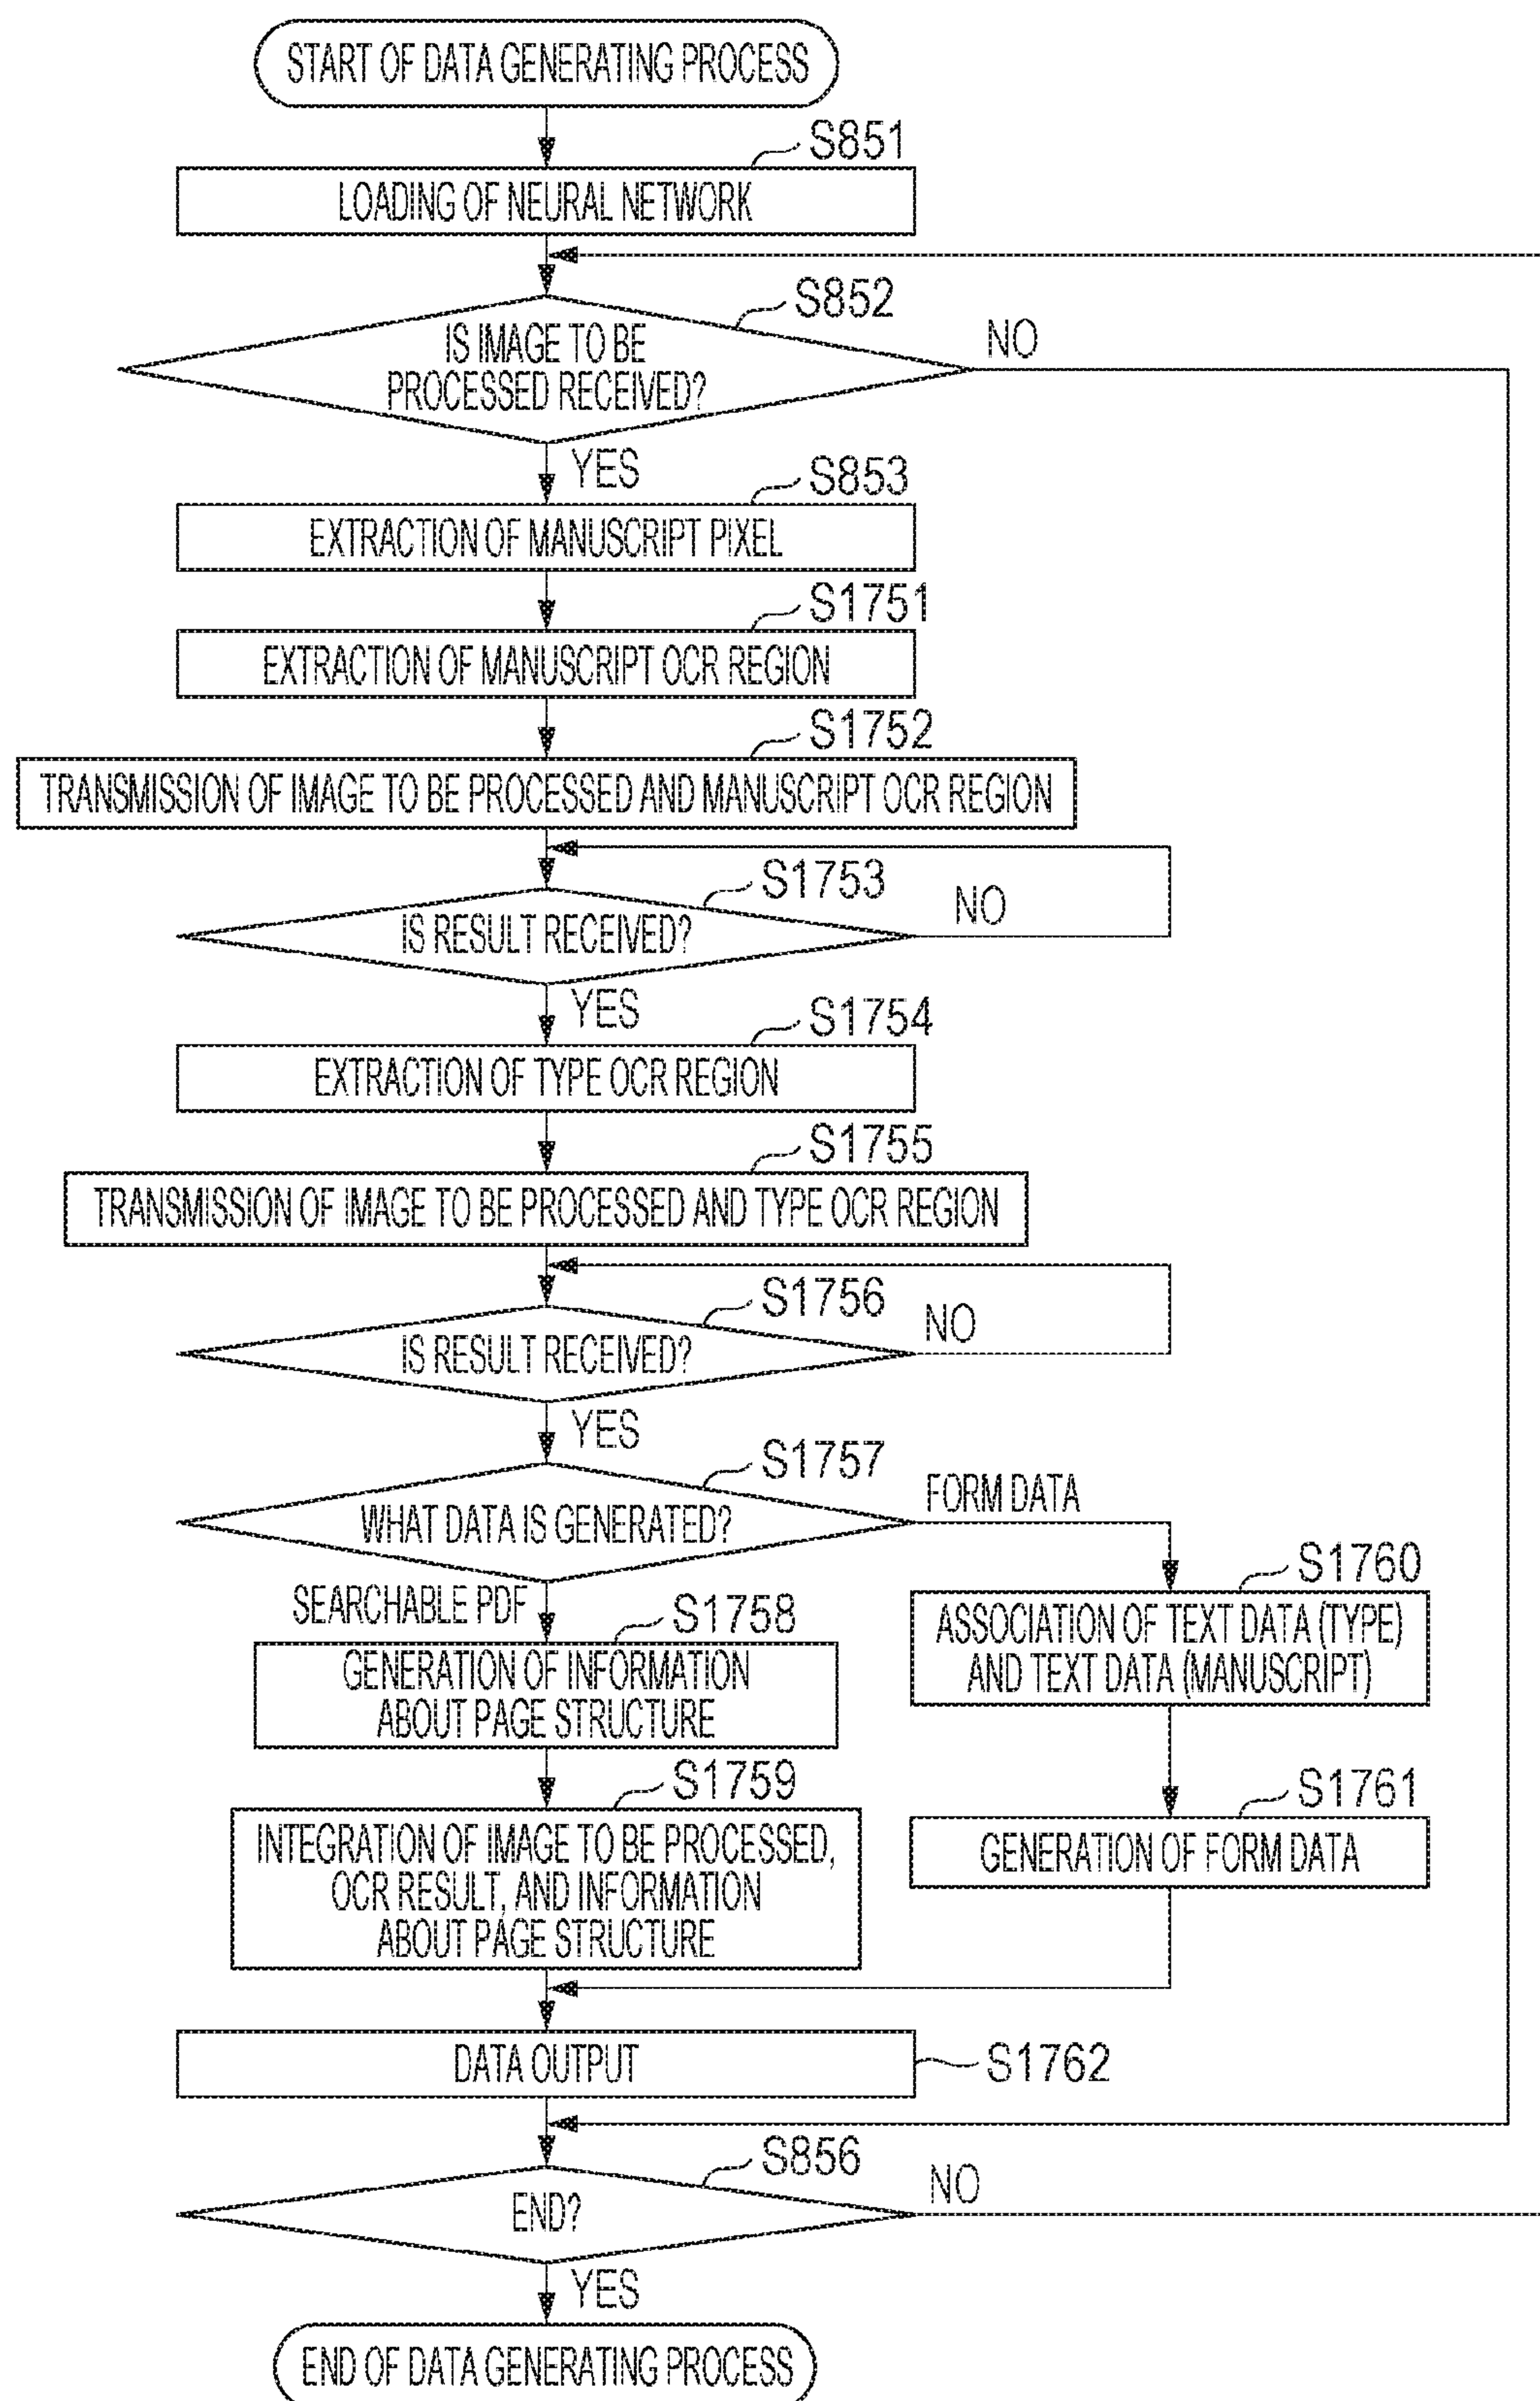 START OF DATA GENERATING PROCESS
S851
LOADING OF NEURAL NETWORK
S852
IS IMAGE TO BE
PROCESSED RECEIVED?
NO
YES
S853
EXTRACTION OF MANUSCRIPT PIXEL
S1751
EXTRACTION OF MANUSCRIPT OCR REGION
S1752
TRANSMISSION OF IMAGE TO BE PROCESSED AND MANUSCRIPT OCR REGION
S1753
IS RESULT RECEIVED?
NO
YES
S1754
EXTRACTION OF TYPE OCR REGION
S1755
TRANSMISSION OF IMAGE TO BE PROCESSED AND TYPE OCR REGION
S1756
IS RESULT RECEIVED?
NO
YES
S1757
WHAT DATA IS GENERATED?
FORM DATA
SEARCHABLE PDF
S1758
GENERATION OF INFORMATION
ABOUT PAGE STRUCTURE
S1760
ASSOCIATION OF TEXT DATA (TYPE)
AND TEXT DATA (MANUSCRIPT)
S1759
INTEGRATION OF IMAGE TO BE PROCESSED,
OCR RESULT, AND INFORMATION
ABOUT PAGE STRUCTURE
S1761
GENERATION OF FORM DATA
DATA OUTPUT
S1762
S856
END?
NO
YES
END OF DATA GENERATING PROCESS